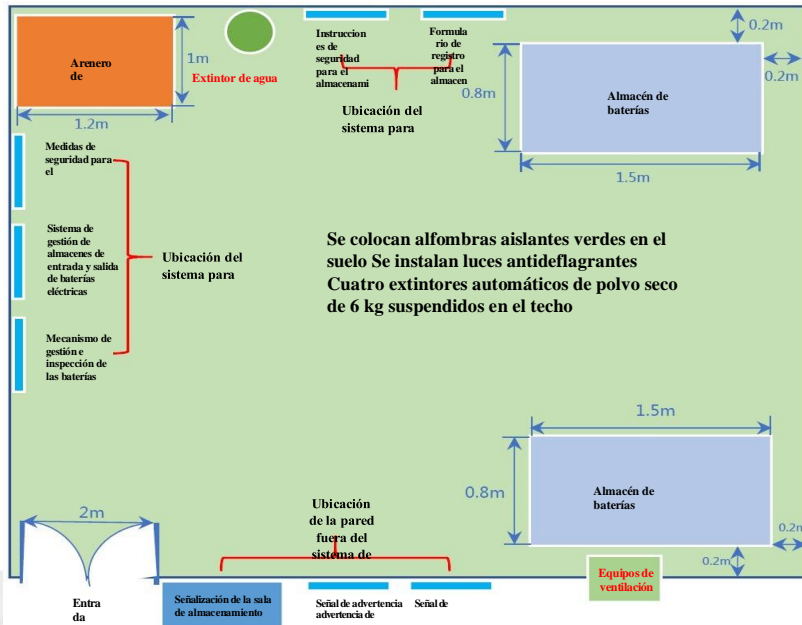 Arenero
de
1m
1.2m
Extintor de agua
Instruccion
es de
seguridad
para el
almacenami
Formula
rio de
registro
para el
almacen
Ubicación del
sistema para
0.2m
0.2m
0.8m
Almacén de
baterías
1.5m
Medidas de
seguridad para
el
Sistema de
gestión de
almacenes de
entrada y salida
de baterías
eléctricas
Mecanismo de
gestión e
inspección de
las baterías
Ubicación del
sistema para
Se colocan alfombras aislantes verdes en el
suelo Se instalan luces antideflagrantes
Cuatro extintores automáticos de polvo seco
de 6 kg suspendidos en el techo
1.5m
0.8m
Almacén de
baterías
0.2m
0.2m
2m
Ubicación
de la pared
fuera del
sistema de
Entra
da
Señalización de la sala
de almacenamiento
Señal de advertencia
advertencia de
Señal de
Equipos de
ventilación